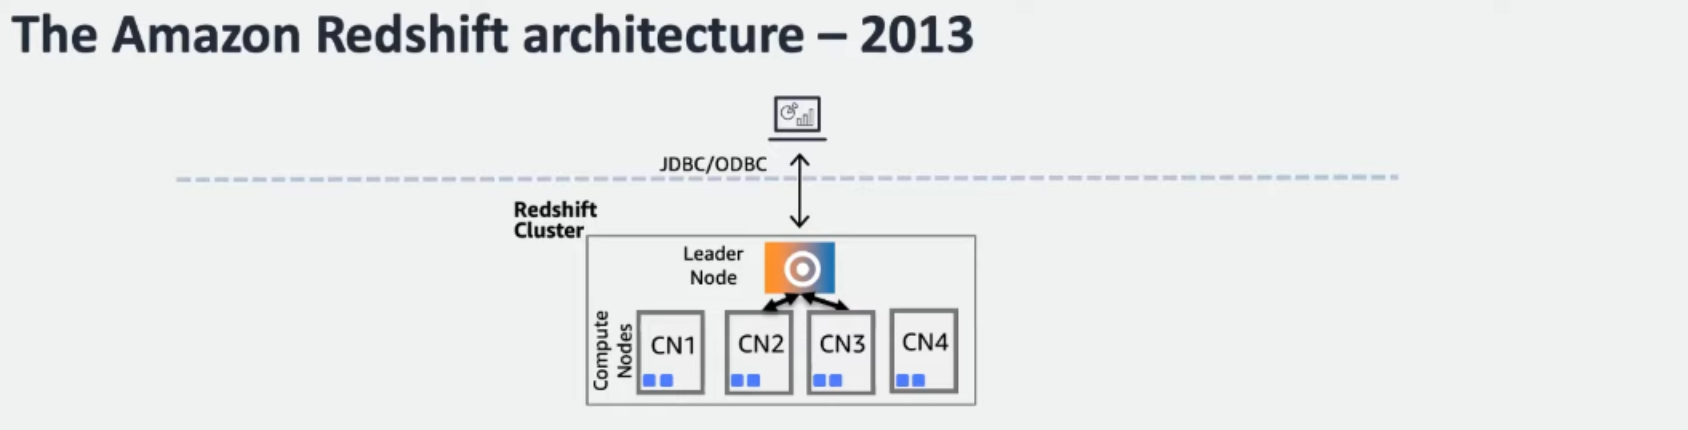 The Amazon Redshift architecture – 2013
JDBC/ODBC
Redshift
Cluster
Leader
Node
Compute
Nodes
CN1
CN2
CN3
CN4